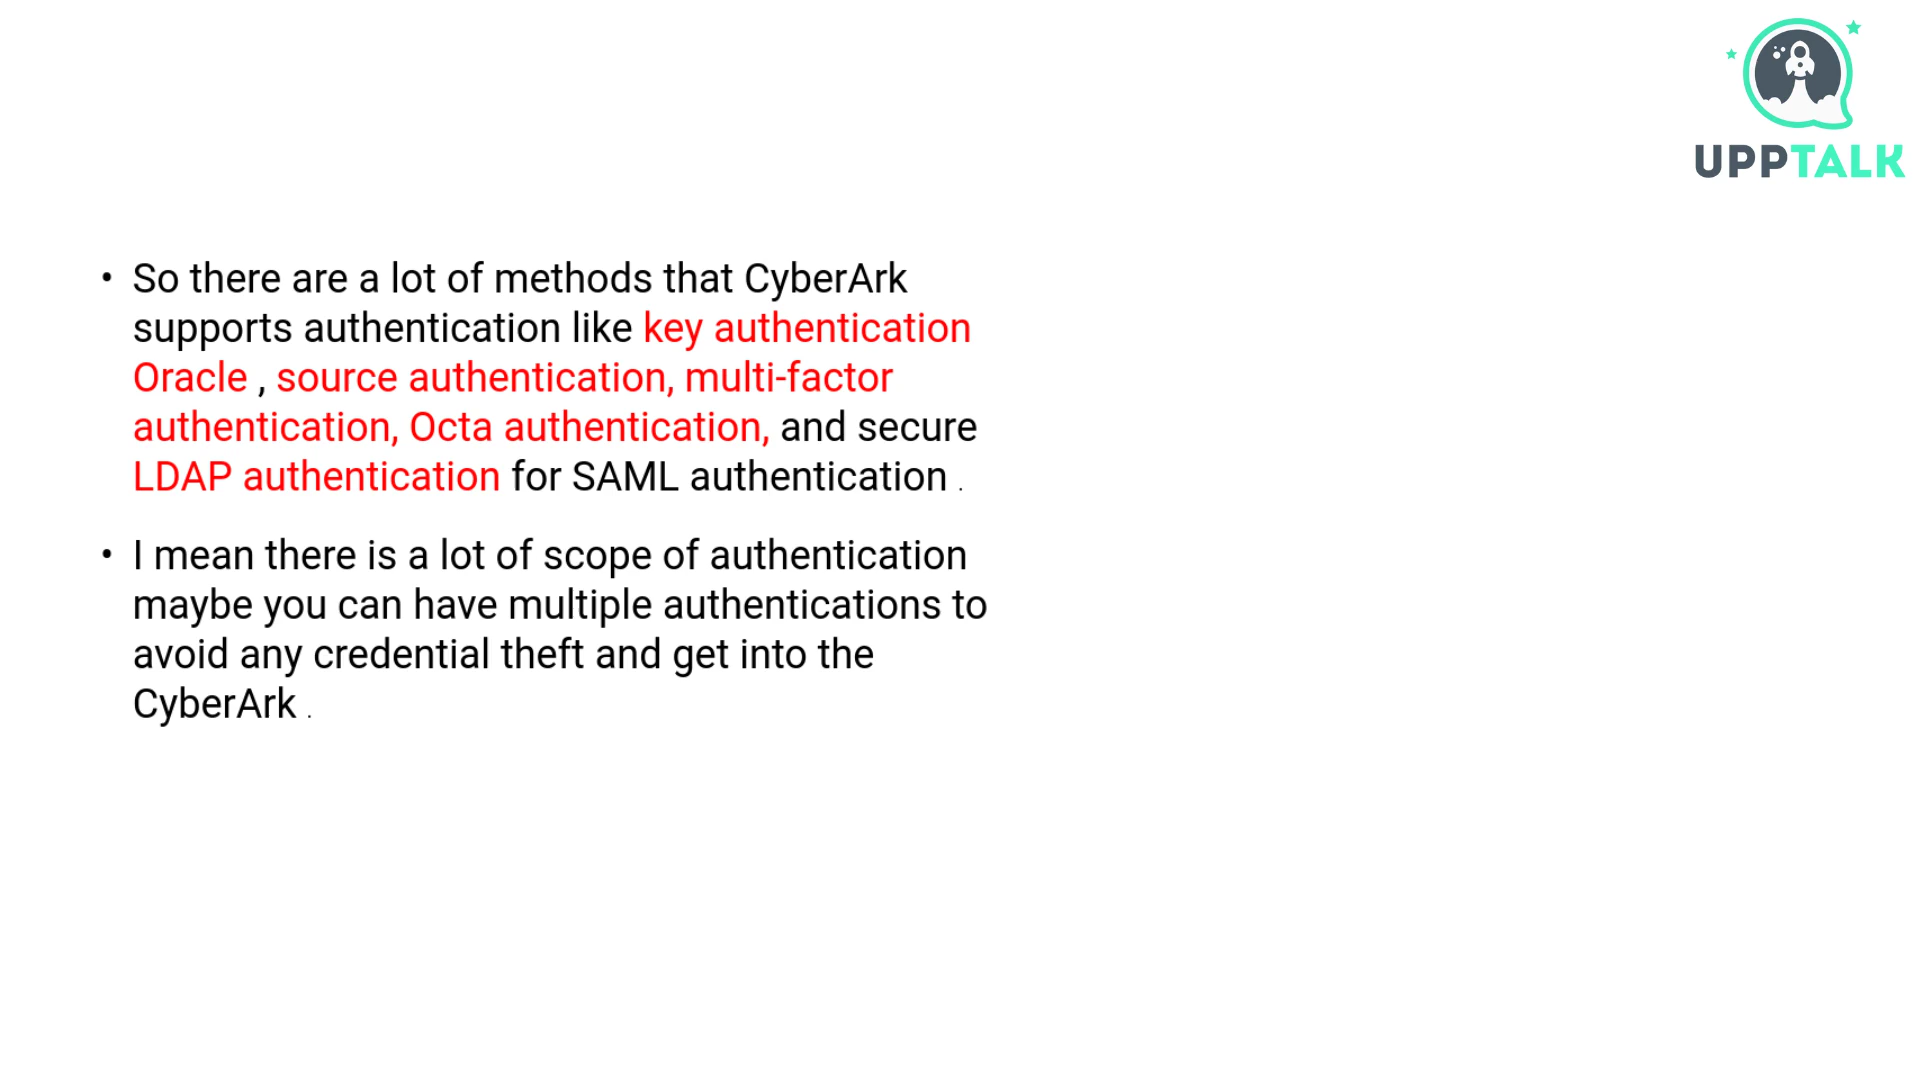 UPPTALK
• So there are a lot of methods that CyberArk
supports authentication like key authentication
Oracle , source authentication, multi-factor
authentication, Octa authentication, and secure
LDAP authentication for SAML authentication .
• I mean there is a lot of scope of authentication
maybe you can have multiple authentications to
avoid any credential theft and get into the
CyberArk .